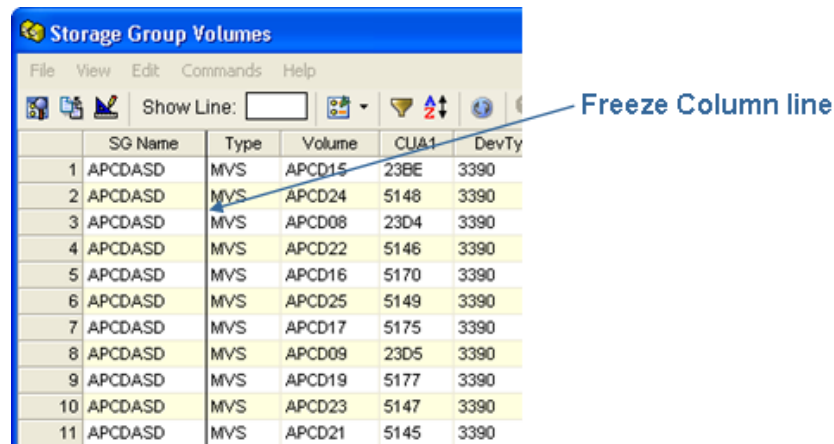 Storage Group Volumes
File View Edit Commands Help
Show Line:
Freeze Column line
SG Name Type Volume CUA1 DevTy
1 APCDASD MVS APCD15 23BE 3390
2 APCDASD MVS APCD24 5148 3390
3 APCDASD MVS APCD08 23D4 3390
4 APCDASD MVS APCD22 5146 3390
5 APCDASD MVS APCD16 5170 3390
6 APCDASD MVS APCD25 5149 3390
7 APCDASD MVS APCD17 5175 3390
8 APCDASD MVS APCD09 23D5 3390
9 APCDASD MVS APCD19 5177 3390
10 APCDASD MVS APCD23 5147 3390
11 APCDASD MVS APCD21 5145 3390